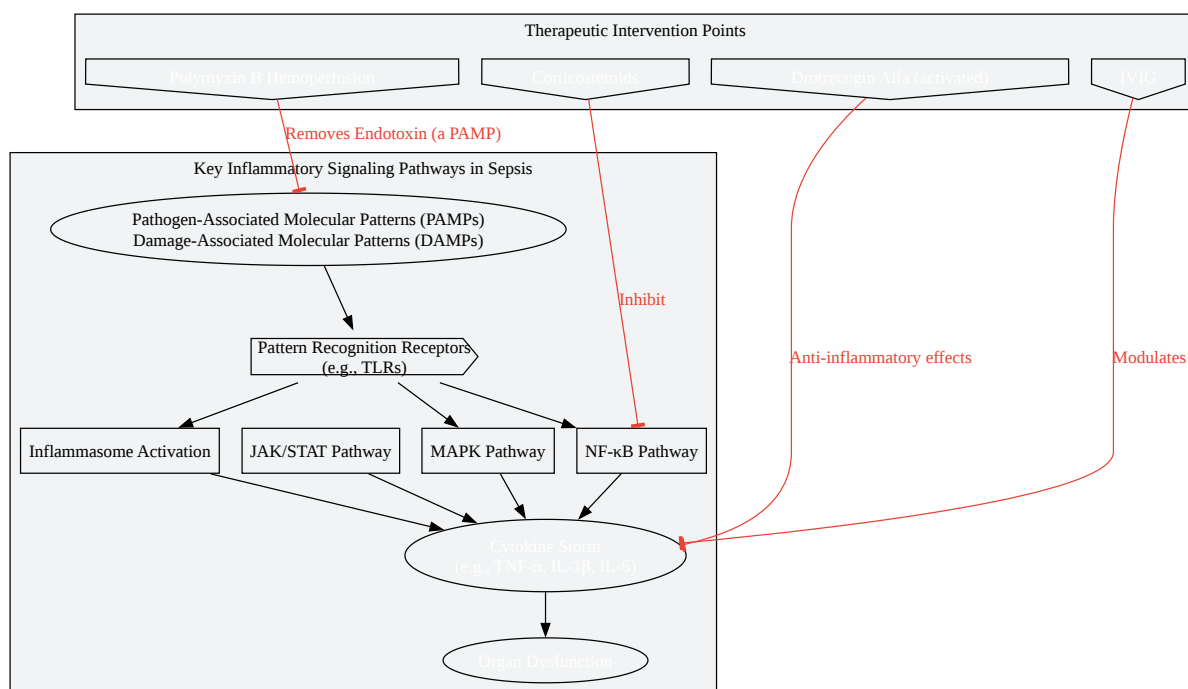 Therapeutic Intervention Points
Polymyxin B Hemoperfusion
Corticosteroids
Drotrecogin Alfa (activated)
IVIG
Removes Endotoxin (a PAMP)
Key Inflammatory Signaling Pathways in Sepsis
Pathogen-Associated Molecular Patterns (PAMPs)
Damage-Associated Molecular Patterns (DAMPs)
Inhibit
Pattern Recognition Receptors
(e.g., TLRs)
Anti-inflammatory effects
Modulates
Inflammasome Activation
JAK/STAT Pathway
MAPK Pathway
NF-κB Pathway
Cytokine Storm
(e.g., TNF-α, IL-1β, IL-6)
Organ Dysfunction